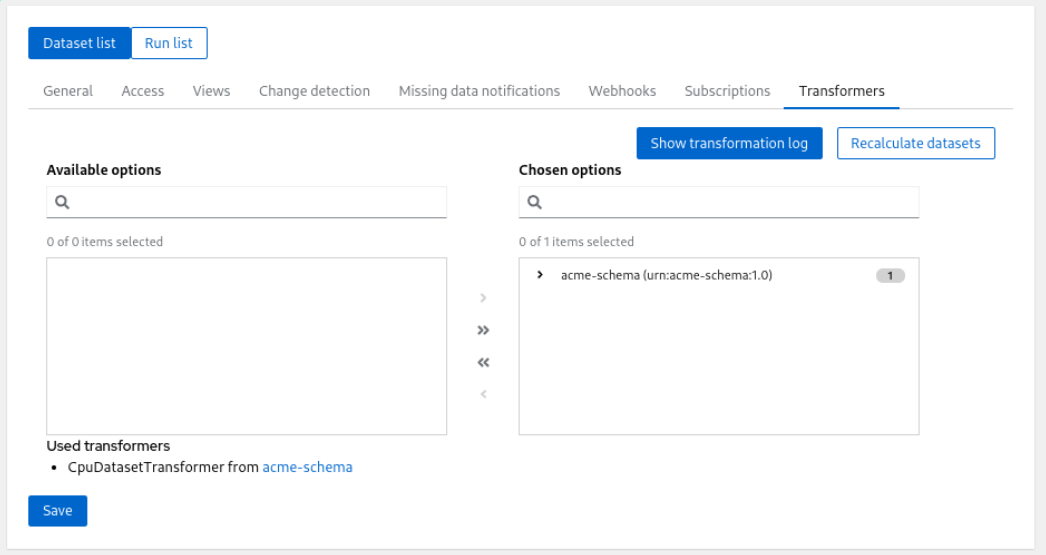 Dataset list Run list
General Access Views Change detection Missing data notifications Webhooks Subscriptions Transformers
Show transformation log Recalculate datasets
Available options Chosen options
0 of 0 items selected 0 of 1 items selected
acme-schema (urn:acme-schema:1.0) 1
Used transformers
• CpuDatasetTransformer from acme-schema
Save